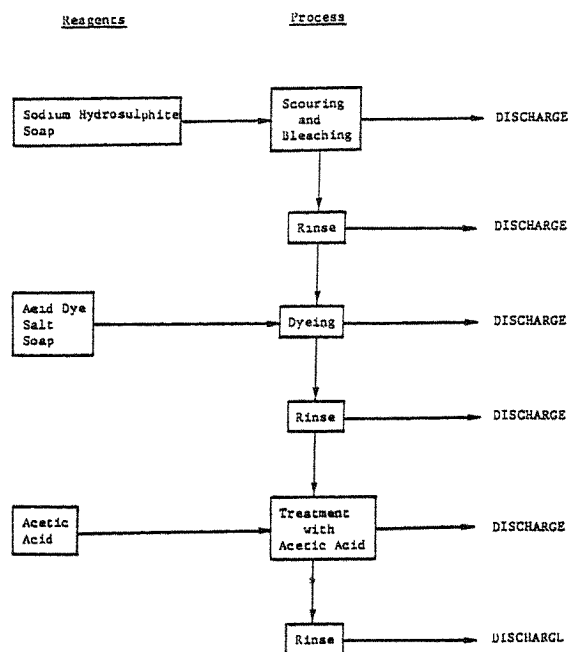 Reagents Process
Sodium Hydrosulphite
Soap
Scouring
and
Bleaching
DISCHARGE
Rinse
DISCHARGE
Acid Dye
Salt
Soap
Dyeing
DISCHARGE
Rinse
DISCHARGE
Acetic
Acid
Treatment
with
Acetic Acid
DISCHARGE
Rinse
DISCHARGE